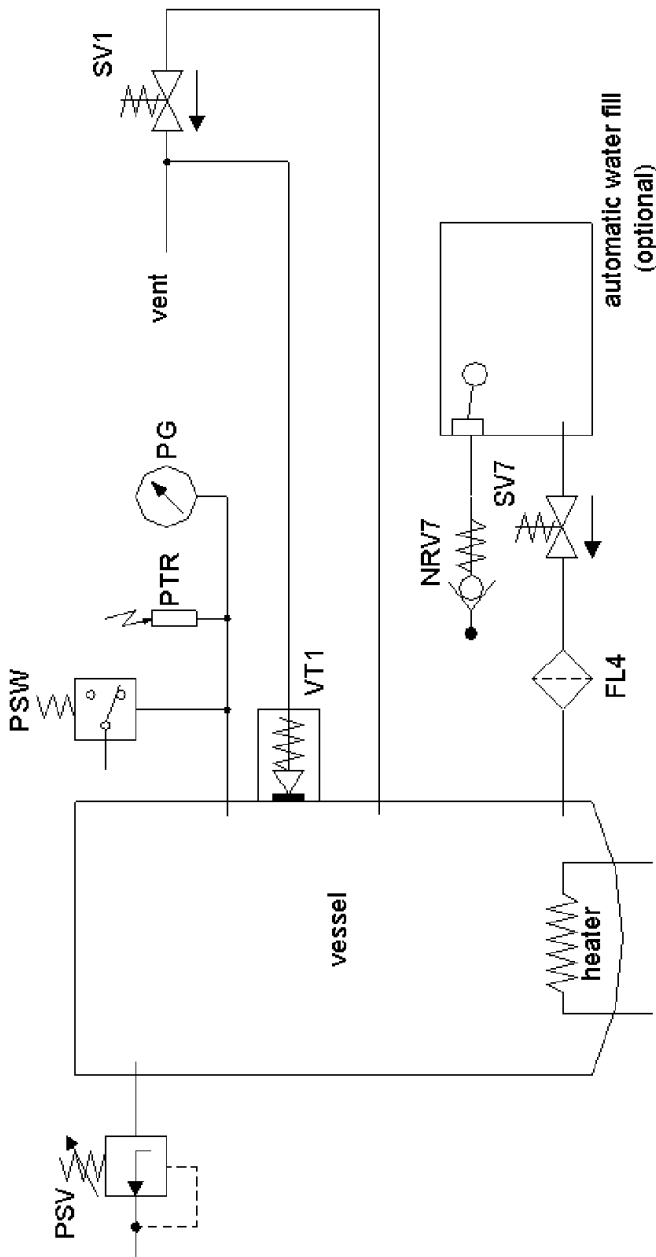 PSV
PSW
PTR
PG
SV1
vent
VT1
vessel
heater
NRV7
SV7
FL4
automatic water fill
(optional)